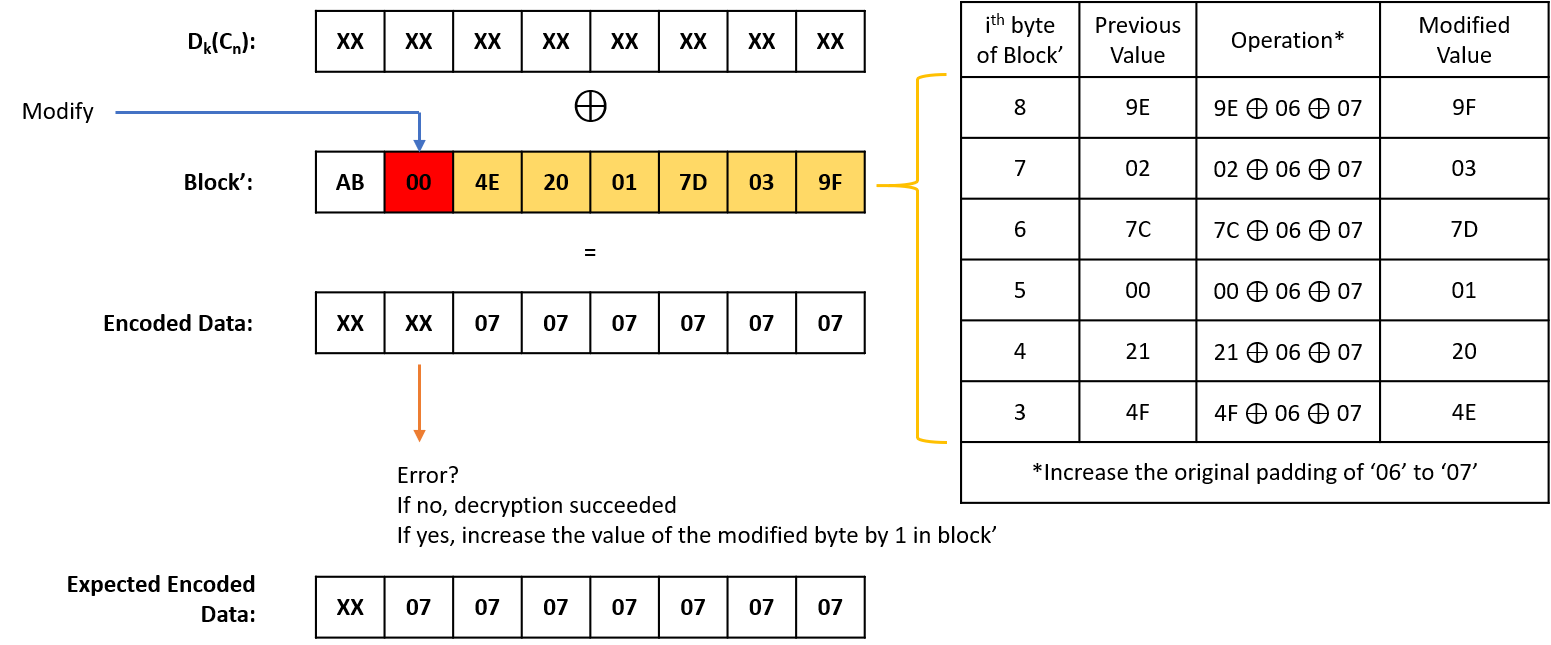 Dk(Cn):
XX XX XX XX XX XX XX XX
Modify
⊕
Block’:
AB 00 4E 20 01 7D 03 9F
=
Encoded Data:
XX XX 07 07 07 07 07 07
Error?
If no, decryption succeeded
If yes, increase the value of the modified byte by 1 in block’
Expected Encoded
Data:
XX 07 07 07 07 07 07 07
ith byte
of Block’
Previous
Value
Operation*
Modified
Value
8 9E 9E ⊕ 06 ⊕ 07 9F
7 02 02 ⊕ 06 ⊕ 07 03
6 7C 7C ⊕ 06 ⊕ 07 7D
5 00 00 ⊕ 06 ⊕ 07 01
4 21 21 ⊕ 06 ⊕ 07 20
3 4F 4F ⊕ 06 ⊕ 07 4E
*Increase the original padding of ‘06’ to ‘07’